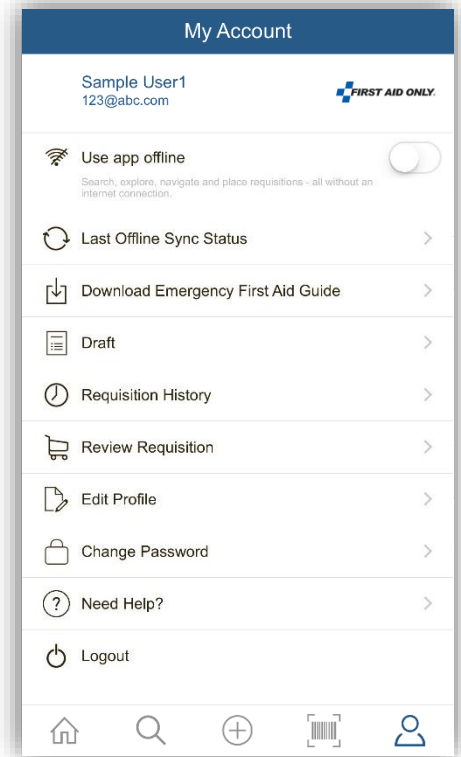 My Account
Sample User1
123@abc.com
FIRST AID ONLY.
Use app offline
Search, explore, navigate and place requisitions - all without an
internet connection.
Last Offline Sync Status
Download Emergency First Aid Guide
Draft
Requisition History
Review Requisition
Edit Profile
Change Password
Need Help?
Logout